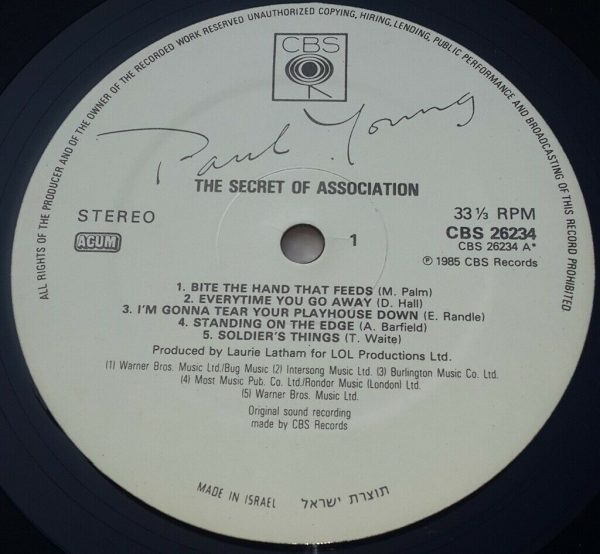 ALL RIGHTS OF THE PRODUCER AND OF THE OWNER OF THE RECORDED WORK RESERVED UNAUTHORIZED COPYING, HIRING, LENDING, PUBLIC PERFORMANCE AND BROADCASTING OF THIS RECORD PROHIBITED
CBS
Paul Young
THE SECRET OF ASSOCIATION
STEREO
33⅓ RPM
ACUM
1
CBS 26234
CBS 26234 A*
℗ 1985 CBS Records
1. BITE THE HAND THAT FEEDS (M. Palm)
2. EVERYTIME YOU GO AWAY (D. Hall)
3. I'M GONNA TEAR YOUR PLAYHOUSE DOWN (E. Randle)
4. STANDING ON THE EDGE (A. Barfield)
5. SOLDIER'S THINGS (T. Waite)
Produced by Laurie Latham for LOL Productions Ltd.
(1) Warner Bros. Music Ltd./Bug Music (2) Intersong Music Ltd. (3) Burlington Music Co. Ltd.
(4) Most Music Pub. Co. Ltd./Rondor Music (London) Ltd.
(5) Warner Bros. Music Ltd.
Original sound recording
made by CBS Records
MADE IN ISRAEL תוצרת ישראל